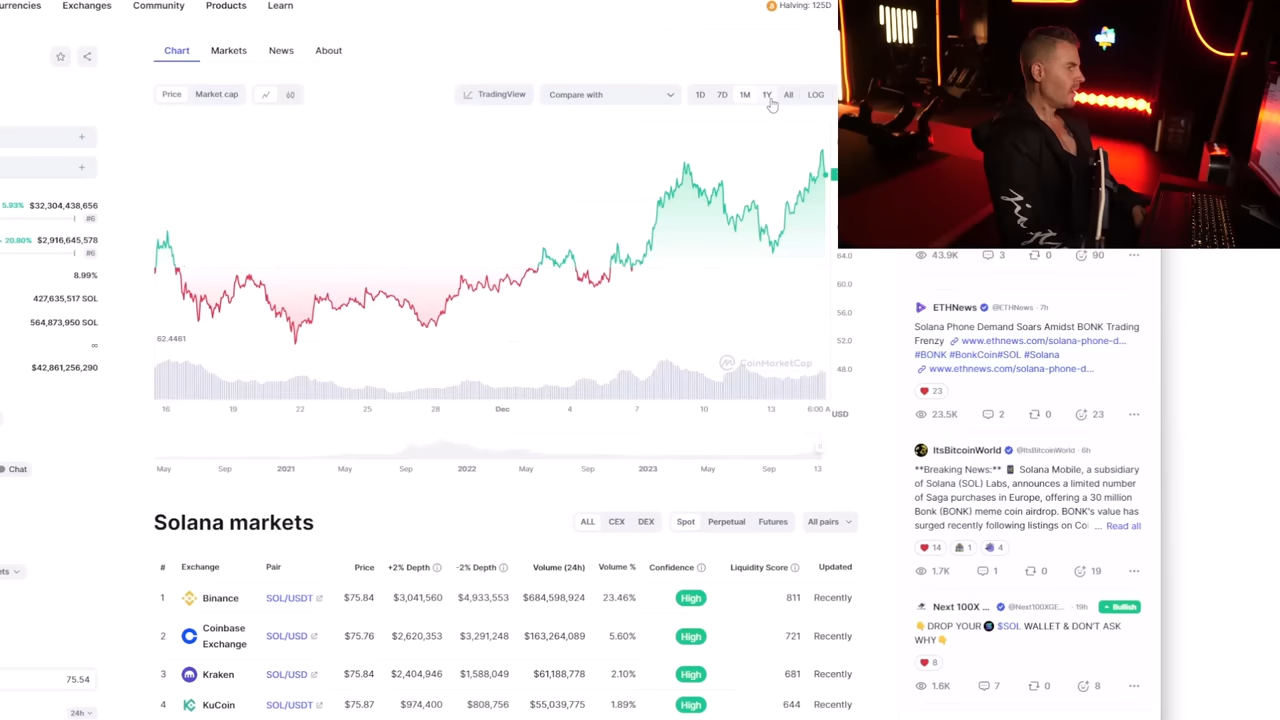 urrencies Exchanges Community Products Learn
Halving: 125D
Chart Markets News About
Price Market cap
TradingView Compare with 1D 7D 1M 1Y All LOG
5.93% $32,304,438,656
#6
20.80% $2,916,645,578
#6
8.99%
427,635,517 SOL
564,873,950 SOL
∞
$42,861,256,290
Chat
ets
75.54
24h
62.4461
CoinMarketCap
64.0
60.0
56.0
52.0
48.0
16 19 22 25 28 Dec 4 7 10 13 6:00 A
USD
May Sep 2021 May Sep 2022 May Sep 2023 May Sep 13
Solana markets
ALL CEX DEX Spot Perpetual Futures All pairs
# Exchange Pair Price +2% Depth -2% Depth Volume (24h) Volume % Confidence Liquidity Score Updated
1 Binance SOL/USDT $75.84 $3,041,560 $4,933,553 $684,598,924 23.46% High 811 Recently
2 Coinbase Exchange SOL/USD $75.76 $2,620,353 $3,291,248 $163,264,089 5.60% High 721 Recently
3 Kraken SOL/USD $75.84 $2,404,946 $1,588,049 $61,188,778 2.10% High 681 Recently
4 KuCoin SOL/USDT $75.87 $974,400 $808,756 $55,039,775 1.89% High 644 Recently
43.9K 3 0 90
ETHNews @ETHNews · 7h
Solana Phone Demand Soars Amidst BONK Trading
Frenzy www.ethnews.com/solana-phone-d...
#BONK #BonkCoin#SOL #Solana
www.ethnews.com/solana-phone-d...
23
23.5K 2 0 23
ItsBitcoinWorld @ItsBitcoinWorld · 6h
**Breaking News:** Solana Mobile, a subsidiary
of Solana (SOL) Labs, announces a limited number
of Saga purchases in Europe, offering a 30 million
Bonk (BONK) meme coin airdrop. BONK's value has
surged recently following listings on Coi ... Read all
14 1 4
1.7K 1 0 19
Next 100X ... @Next100XGE... · 19h Bullish
DROP YOUR $SOL WALLET & DON'T ASK
WHY
8
1.6K 7 0 8